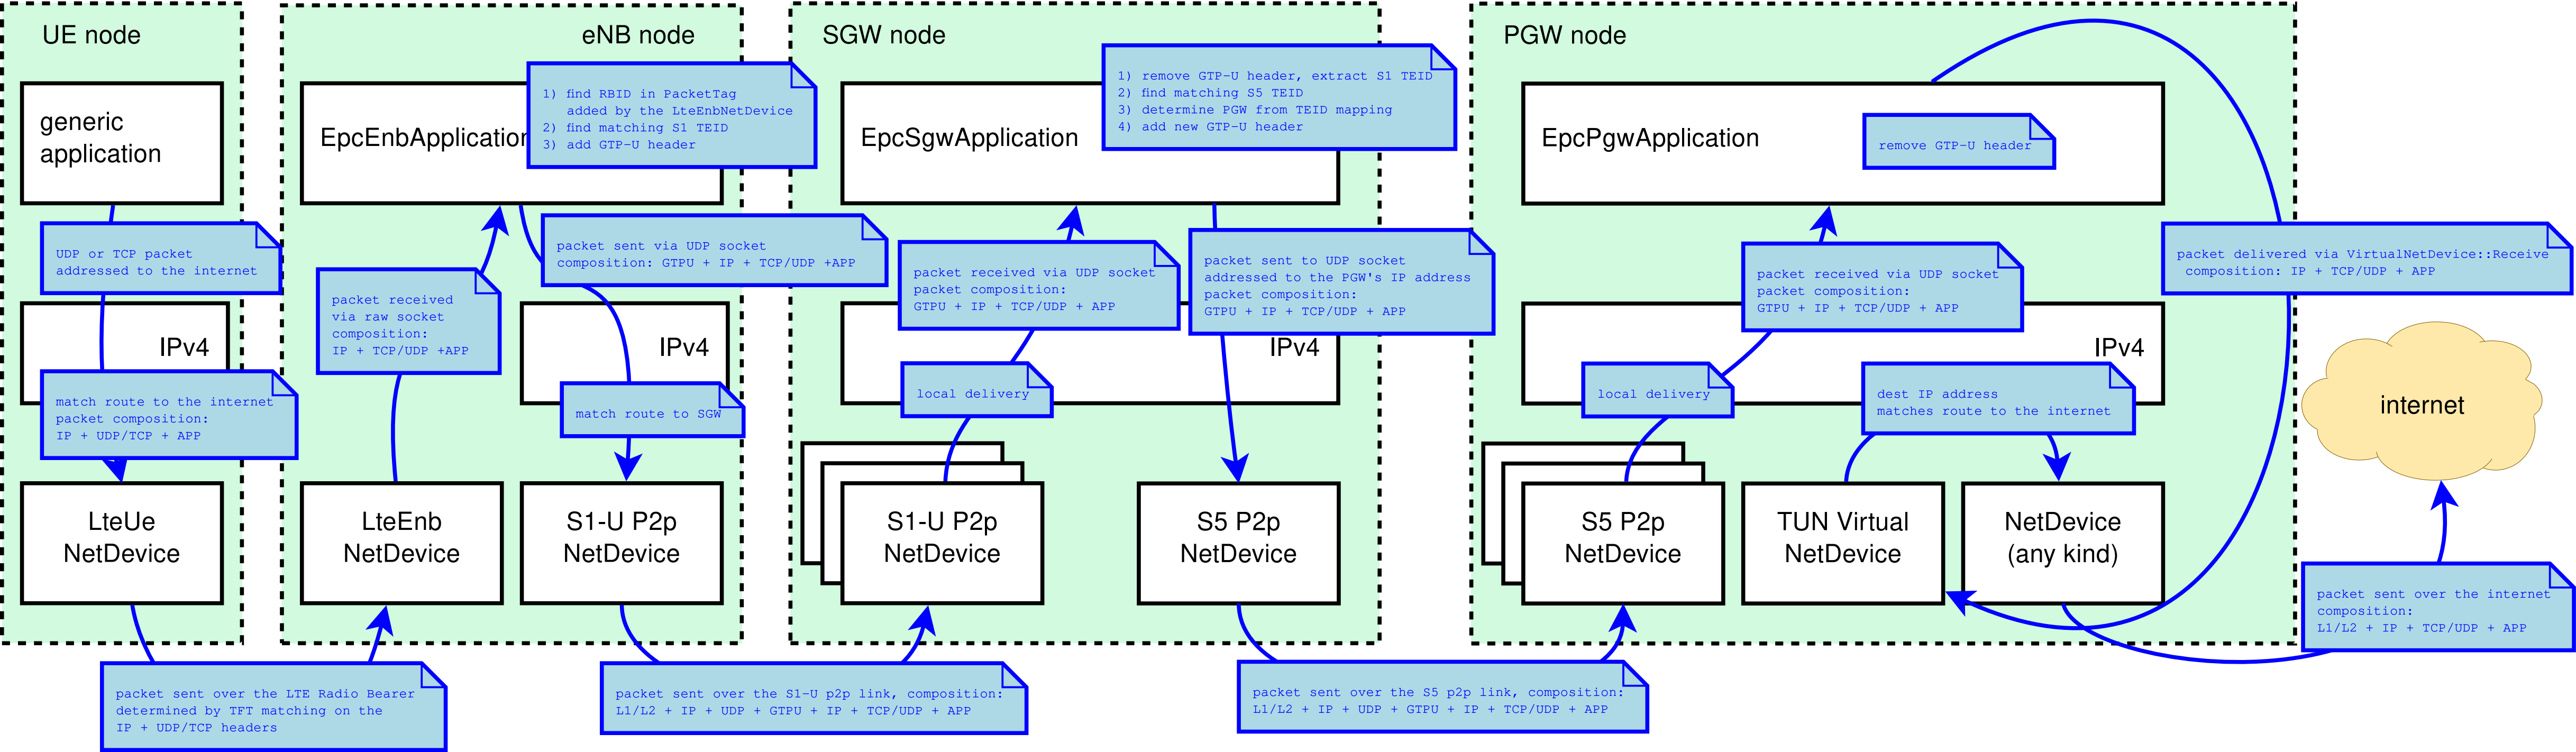 UE node
generic
application
UDP or TCP packet
addressed to the internet
IPv4
match route to the internet
packet composition:
IP + UDP/TCP + APP
LteUe
NetDevice
packet sent over the LTE Radio Bearer
determined by TFT matching on the
IP + UDP/TCP headers
eNB node
EpcEnbApplication
1) find RBID in PacketTag
added by the LteEnbNetDevice
2) find matching S1 TEID
3) add GTP-U header
packet received
via raw socket
composition:
IP + TCP/UDP +APP
packet sent via UDP socket
composition: GTPU + IP + TCP/UDP +APP
IPv4
match route to SGW
LteEnb
NetDevice
S1-U P2p
NetDevice
packet sent over the S1-U p2p link, composition:
L1/L2 + IP + UDP + GTPU + IP + TCP/UDP + APP
SGW node
EpcSgwApplication
1) remove GTP-U header, extract S1 TEID
2) find matching S5 TEID
3) determine PGW from TEID mapping
4) add new GTP-U header
packet received via UDP socket
packet composition:
GTPU + IP + TCP/UDP + APP
packet sent to UDP socket
addressed to the PGW's IP address
packet composition:
GTPU + IP + TCP/UDP + APP
IPv4
local delivery
S1-U P2p
NetDevice
S5 P2p
NetDevice
packet sent over the S5 p2p link, composition:
L1/L2 + IP + UDP + GTPU + IP + TCP/UDP + APP
PGW node
EpcPgwApplication
remove GTP-U header
packet received via UDP socket
packet composition:
GTPU + IP + TCP/UDP + APP
packet delivered via VirtualNetDevice::Receive
composition: IP + TCP/UDP + APP
IPv4
local delivery
dest IP address
matches route to the internet
S5 P2p
NetDevice
TUN Virtual
NetDevice
NetDevice
(any kind)
internet
packet sent over the internet
composition:
L1/L2 + IP + TCP/UDP + APP